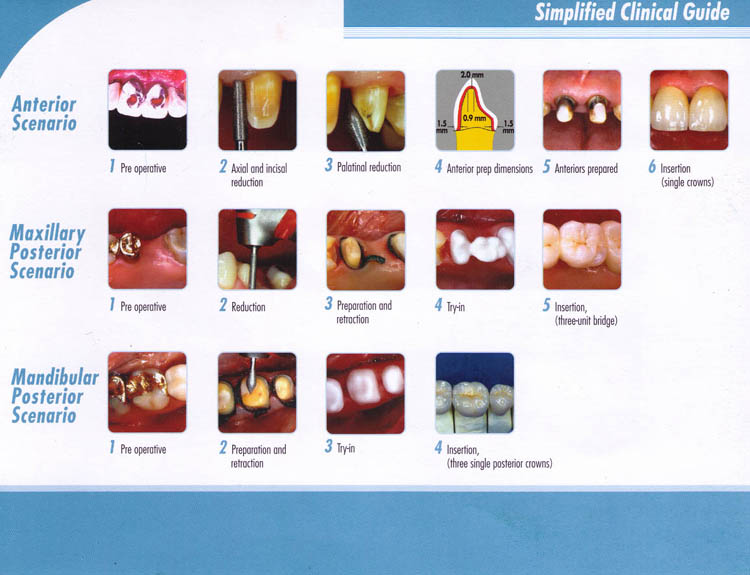 Simplified Clinical Guide
Anterior
Scenario
2.0 mm
0.9 mm
1.5
mm
1.5
mm
1 Pre operative
2 Axial and incisal
reduction
3 Palatinal reduction
4 Anterior prep dimensions
5 Anteriors prepared
6 Insertion
(single crowns)
Maxillary
Posterior
Scenario
1 Pre operative
2 Reduction
3 Preparation and
retraction
4 Try-in
5 Insertion,
(three-unit bridge)
Mandibular
Posterior
Scenario
1 Pre operative
2 Preparation and
retraction
3 Try-in
4 Insertion,
(three single posterior crowns)